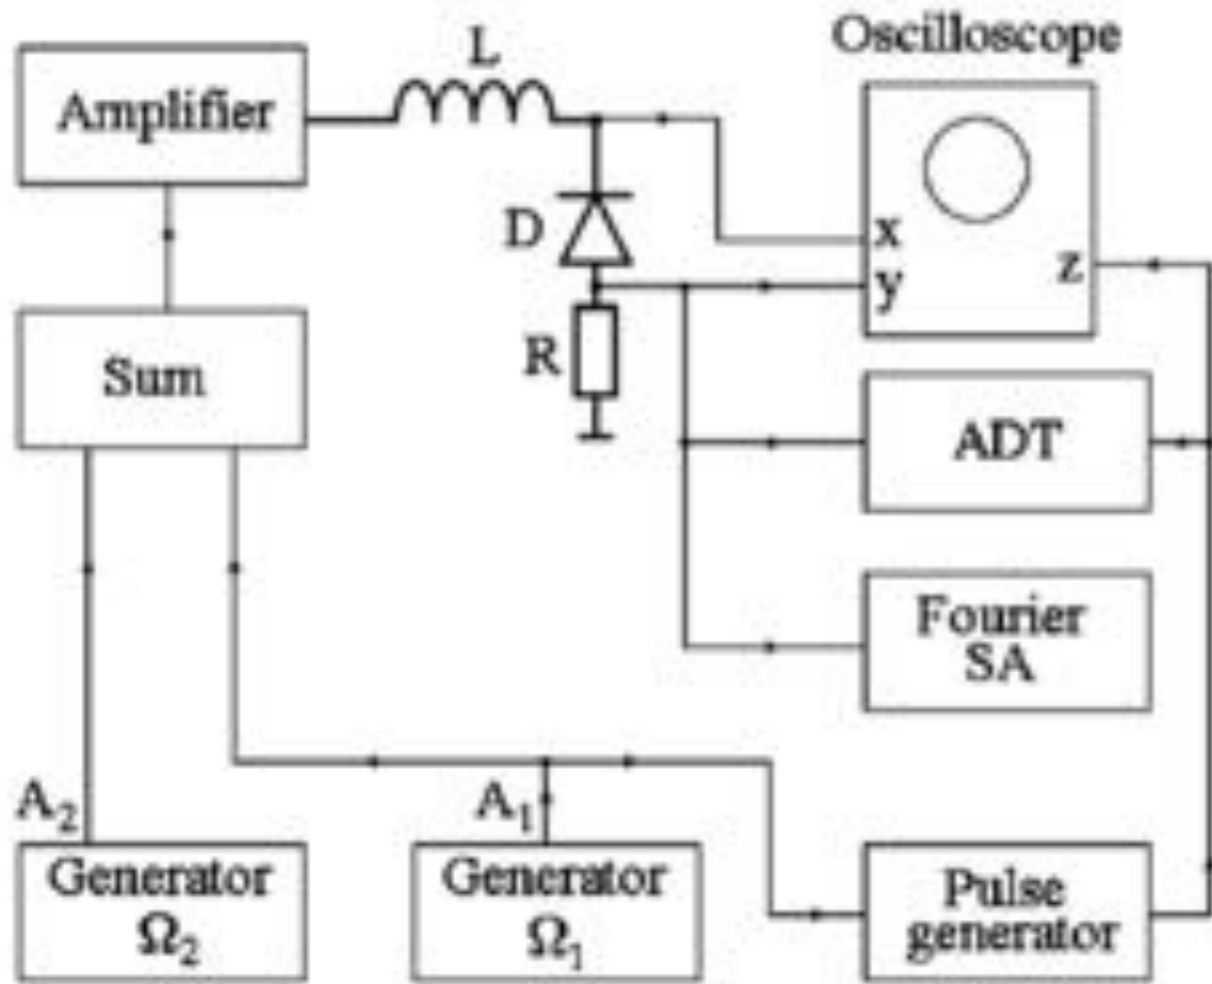 Oscilloscope
L
Amplifier
D
x
y
z
R
Sum
ADT
Fourier
SA
A₂
A₁
Generator
Ω₂
Generator
Ω₁
Pulse
generator